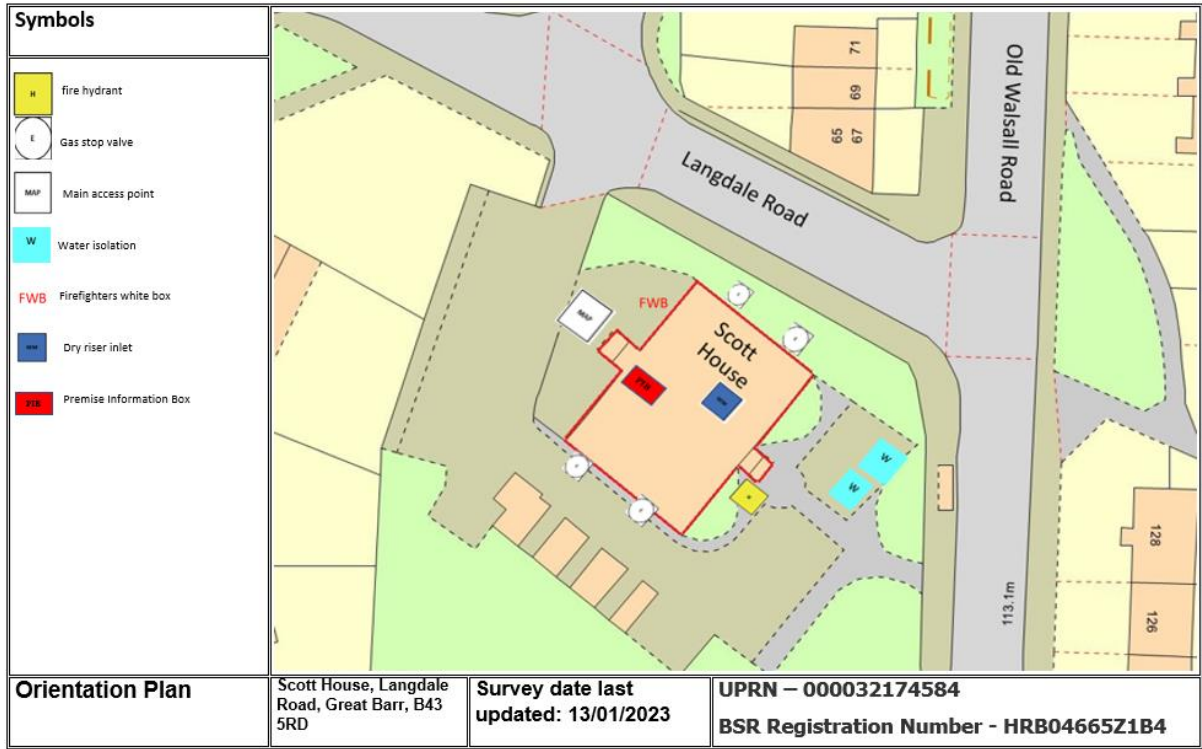 Symbols
H
fire hydrant
E
Gas stop valve
MAP
Main access point
W
Water isolation
FWB
Firefighters white box
Dry riser inlet
PIB
Premise Information Box
71
69
65
67
Langdale Road
Old Walsall Road
FWB
MAP
Scott
House
PIB
W
W
H
128
126
113.1m
Orientation Plan
Scott House, Langdale
Road, Great Barr, B43
5RD
Survey date last
updated: 13/01/2023
UPRN – 000032174584
BSR Registration Number - HRB04665Z1B4